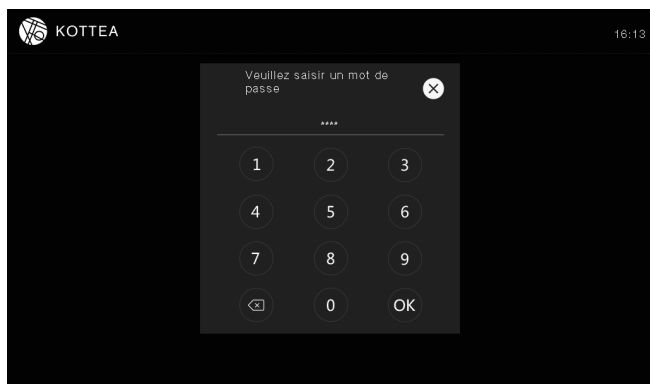 KOTTEA
16:13
Veuillez saisir un mot de
passe
****
1 2 3
4 5 6
7 8 9
0 OK